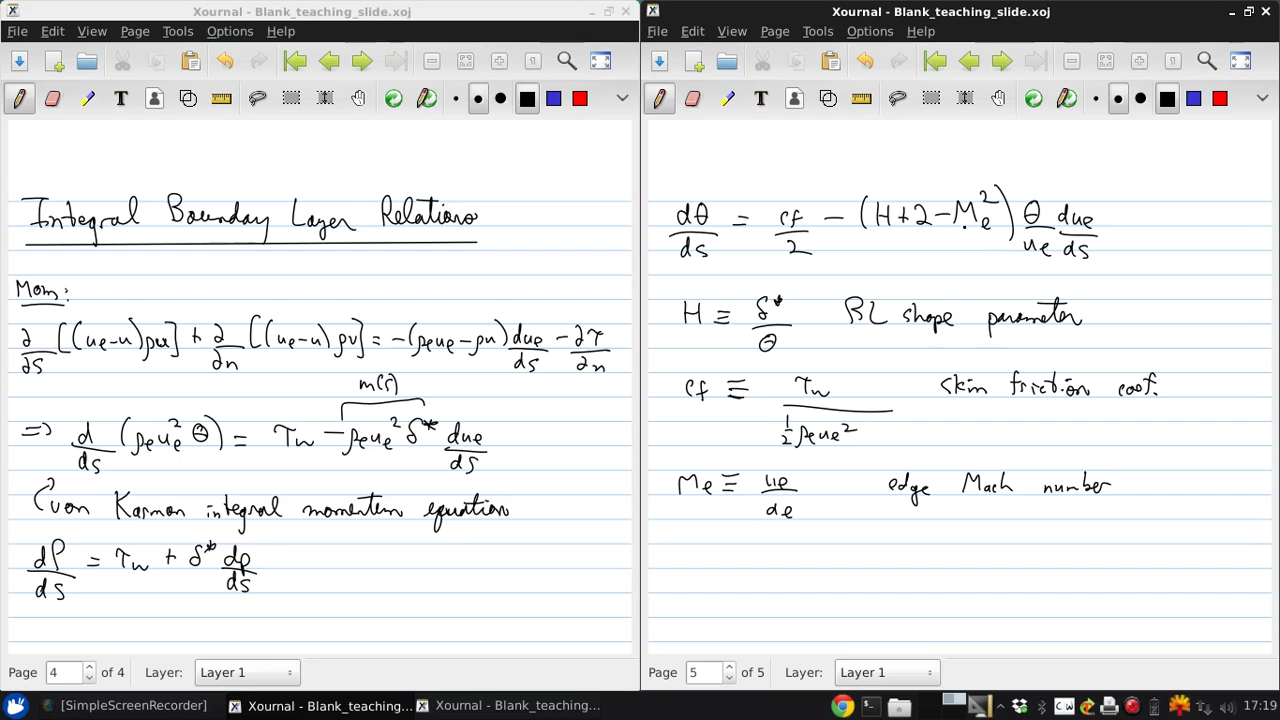 Xournal - Blank_teaching_slide.xoj
File Edit View Page Tools Options Help
Integral Boundary Layer Relations
Mom:
∂/∂s [(ue-u)ρu] + ∂/∂n [(ue-u)ρv] = -(ρeue-ρu) due/ds - ∂τ/∂n
m(s)
=> d/ds (ρeue² θ) = τw - ρeue² δ* due/ds
von Karman integral momentum equation
dP/ds = τw + δ* dp/ds
Page 4 of 4 Layer: Layer 1
Xournal - Blank_teaching_slide.xoj
File Edit View Page Tools Options Help
dθ/ds = cf/2 - (H+2-Me²) θ/ue due/ds
H ≡ δ*/θ BL shape parameter
cf ≡ τw / ½ρeue² skin friction coef.
Me ≡ ue/ae edge Mach number
Page 5 of 5 Layer: Layer 1
[SimpleScreenRecorder] Xournal - Blank_teaching_slide.... Xournal - Blank_teaching_slide.... CW 17:19